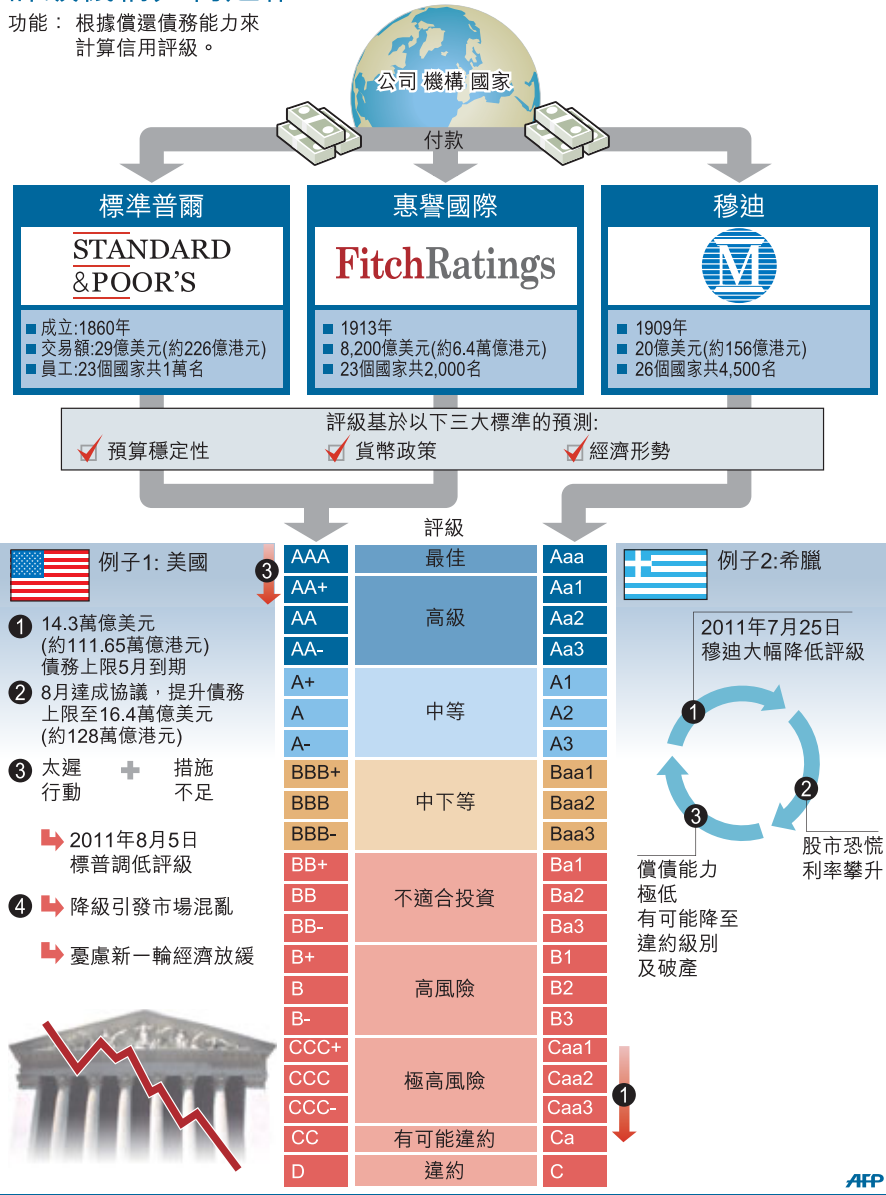 功能： 根據償還債務能力來
計算信用評級。
公司 機構 國家
付款
標準普爾
STANDARD
&POOR'S
成立:1860年
交易額:29億美元(約226億港元)
員工:23個國家共1萬名
惠譽國際
FitchRatings
1913年
8,200億美元(約6.4萬億港元)
23個國家共2,000名
穆迪
M
1909年
20億美元(約156億港元)
26個國家共4,500名
評級基於以下三大標準的預測:
預算穩定性 貨幣政策 經濟形勢
評級
例子1: 美國
3
1 14.3萬億美元
(約111.65萬億港元)
債務上限5月到期
2 8月達成協議，提升債務
上限至16.4萬億美元
(約128萬億港元)
3 太遲 + 措施
行動 不足
2011年8月5日
標普調低評級
4 降級引發市場混亂
憂慮新一輪經濟放緩
AAA 最佳 Aaa
AA+ Aa1
AA 高級 Aa2
AA- Aa3
A+ A1
A 中等 A2
A- A3
BBB+ Baa1
BBB 中下等 Baa2
BBB- Baa3
BB+ Ba1
BB 不適合投資 Ba2
BB- Ba3
B+ B1
B 高風險 B2
B- B3
CCC+ Caa1
CCC 極高風險 Caa2
CCC- Caa3
CC 有可能違約 Ca
D 違約 C
例子2:希臘
2011年7月25日
穆迪大幅降低評級
1
2
股市恐慌
利率攀升
3
償債能力
極低
有可能降至
違約級別
及破產
1
AFP